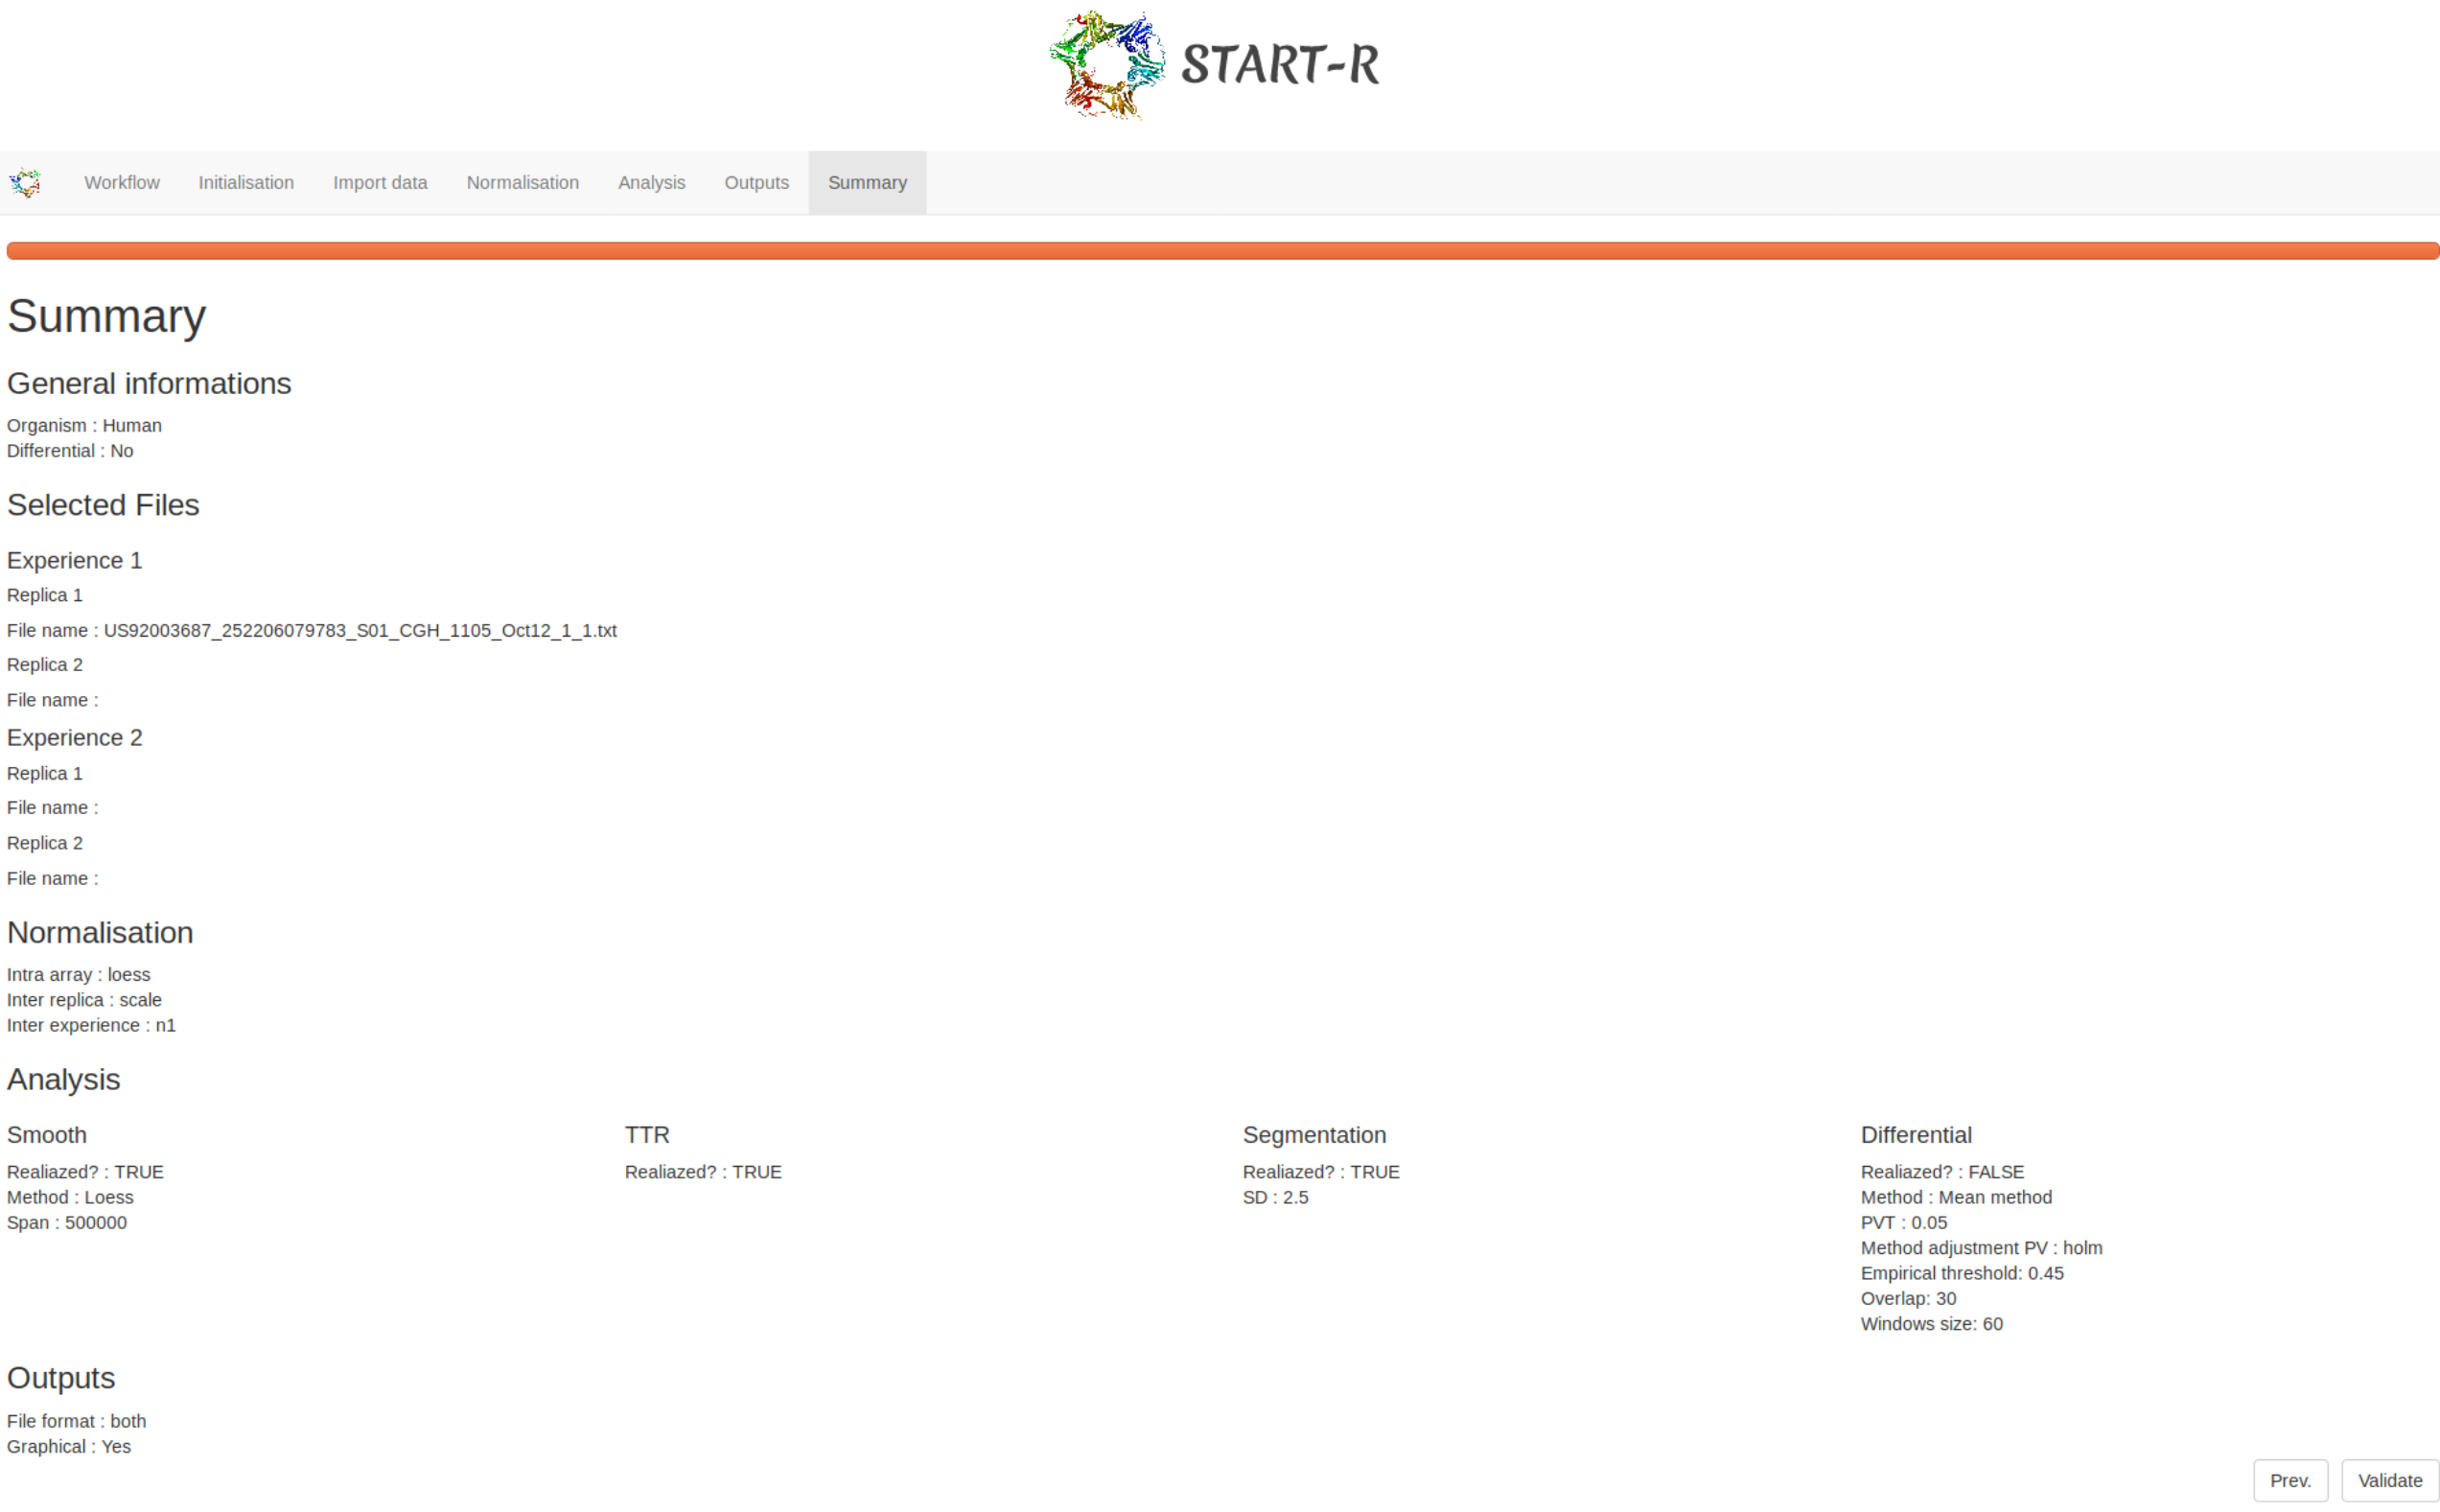 START-R
Workflow Initialisation Import data Normalisation Analysis Outputs Summary
Summary
General informations
Organism : Human
Differential : No
Selected Files
Experience 1
Replica 1
File name : US92003687_252206079783_S01_CGH_1105_Oct12_1_1.txt
Replica 2
File name :
Experience 2
Replica 1
File name :
Replica 2
File name :
Normalisation
Intra array : loess
Inter replica : scale
Inter experience : n1
Analysis
Smooth
Realiazed? : TRUE
Method : Loess
Span : 500000
TTR
Realiazed? : TRUE
Segmentation
Realiazed? : TRUE
SD : 2.5
Differential
Realiazed? : FALSE
Method : Mean method
PVT : 0.05
Method adjustment PV : holm
Empirical threshold: 0.45
Overlap: 30
Windows size: 60
Outputs
File format : both
Graphical : Yes
Prev. Validate